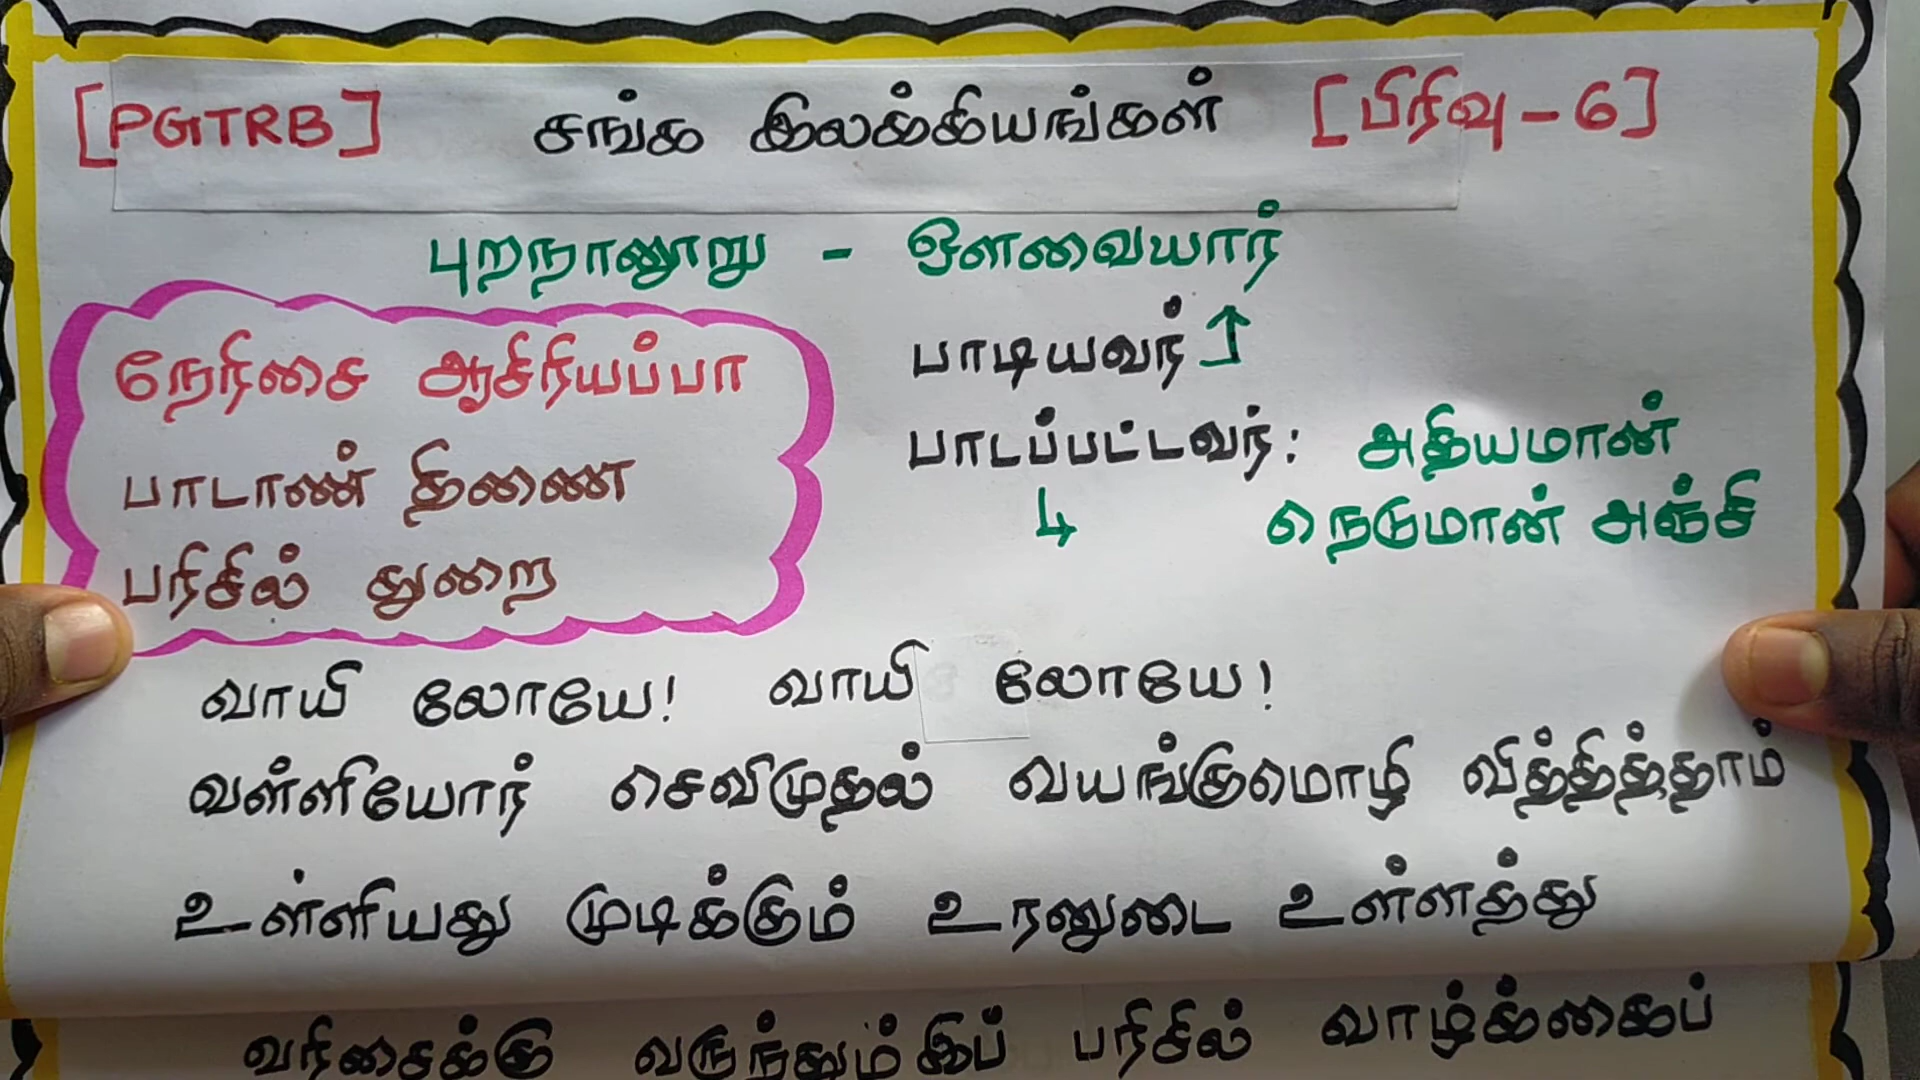 [PGTRB] சங்க இலக்கியங்கள் [பிரிவு - 6]
புறநானூறு - ஔவையார்
நேரிசை ஆசிரியப்பா
பாடாண் திணை
பரிசில் துறை
பாடியவர் ↑
பாடப்பட்டவர் : அதியமான்
நெடுமான் அஞ்சி
வாயி லோயே! வாயி லோயே!
வள்ளியோர் செவிமுதல் வயங்குமொழி வித்தித்தாம்
உள்ளியது முடிக்கும் உரனுடை உள்ளத்து
வரிசைக்கு வருந்தும்இப் பரிசில் வாழ்க்கைப்